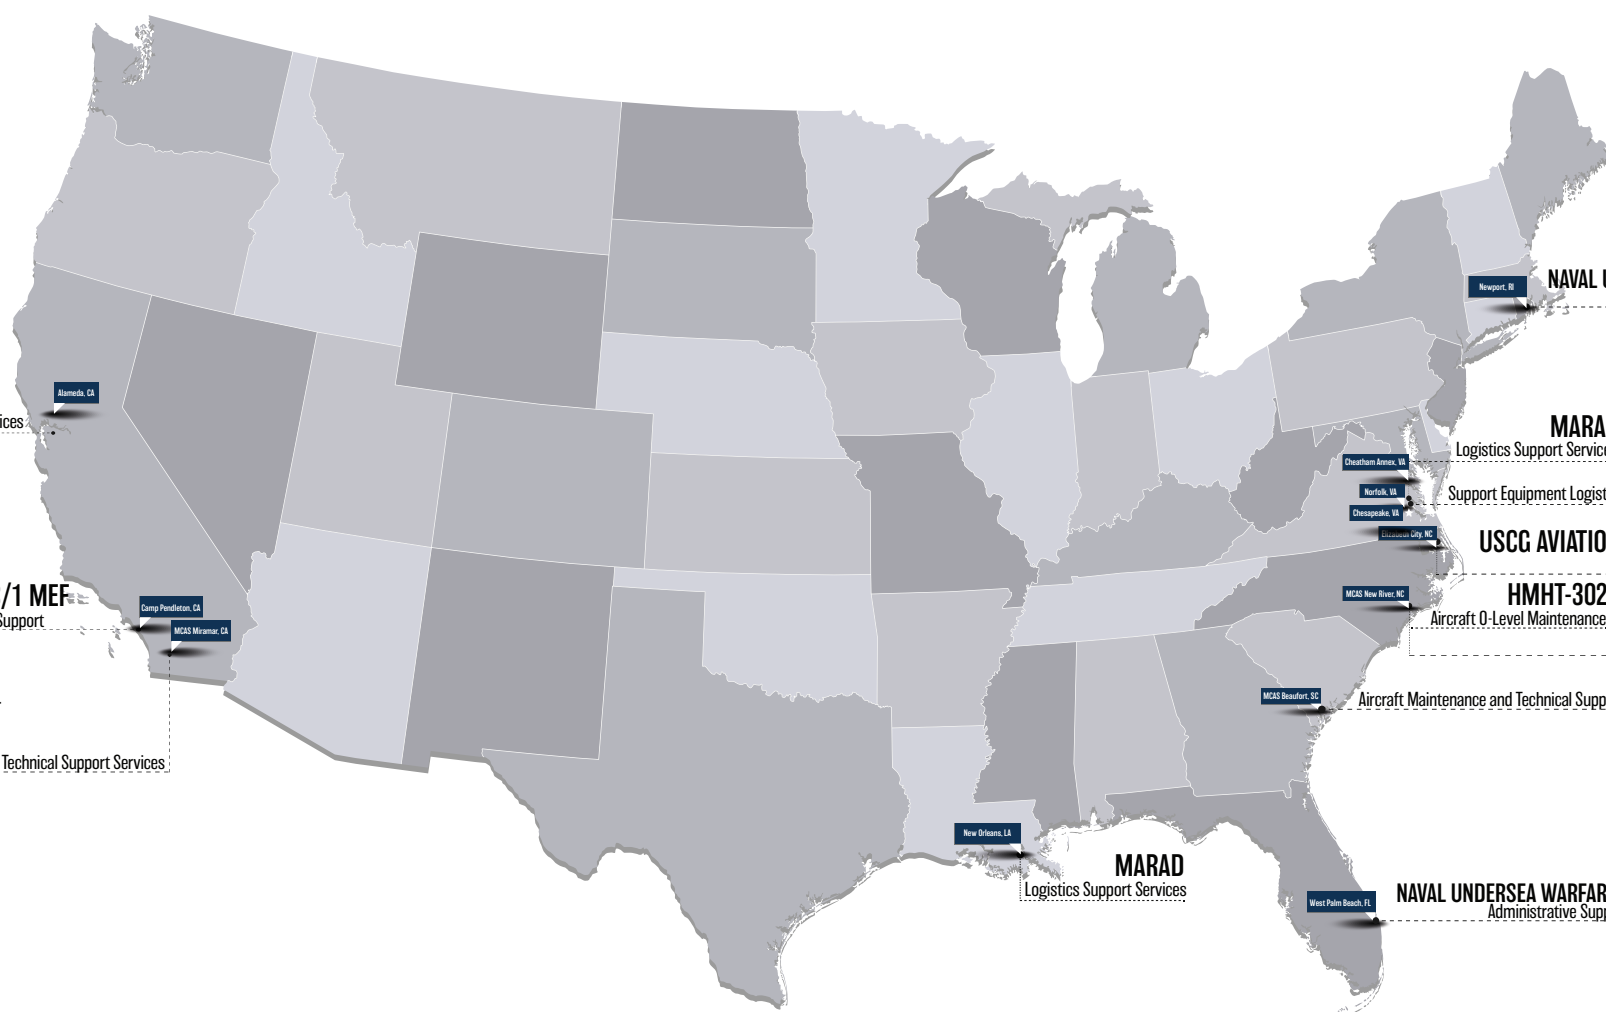 Newport, RI
NAVAL U
Alameda, CA
ices
MARA
Logistics Support Service
Cheatham Annex, VA
Norfolk, VA
Support Equipment Logist
Chesapeake, VA
Elizabeth City, NC
USCG AVIATIO
/1 MEF
Support
Camp Pendleton, CA
MCAS Miramar, CA
MCAS New River, NC
HMHT-302
Aircraft O-Level Maintenance
MCAS Beaufort, SC
Aircraft Maintenance and Technical Supp
Technical Support Services
New Orleans, LA
MARAD
Logistics Support Services
West Palm Beach, FL
NAVAL UNDERSEA WARFAR
Administrative Supp